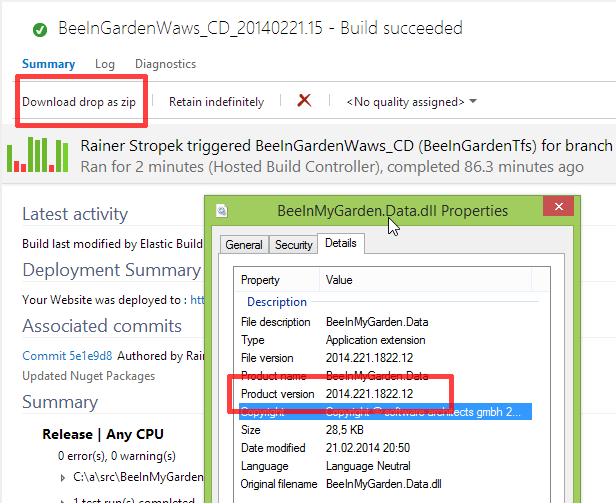 BeeInGardenWaws_CD_20140221.15 - Build succeeded
Summary Log Diagnostics
Download drop as zip Retain indefinitely <No quality assigned>
Rainer Stropek triggered BeeInGardenWaws_CD (BeeInGardenTfs) for branch
Ran for 2 minutes (Hosted Build Controller), completed 86.3 minutes ago
Latest activity
Build last modified by Elastic Build
Deployment Summary
Your Website was deployed to : htt
Associated commits
Commit 5e1e9d8 Authored by Rai
Updated Nuget Packages
Summary
Release | Any CPU
0 error(s), 0 warning(s)
C:\a\src\BeeInMyGarden
1 test run(s) completed
BeeInMyGarden.Data.dll Properties
General Security Details
Property Value
Description
File description BeeInMyGarden.Data
Type Application extension
File version 2014.221.1822.12
Product name BeeInMyGarden.Data
Product version 2014.221.1822.12
Copyright Copyright © software architects gmbh 2...
Size 28,5 KB
Date modified 21.02.2014 20:50
Language Language Neutral
Original filename BeeInMyGarden.Data.dll